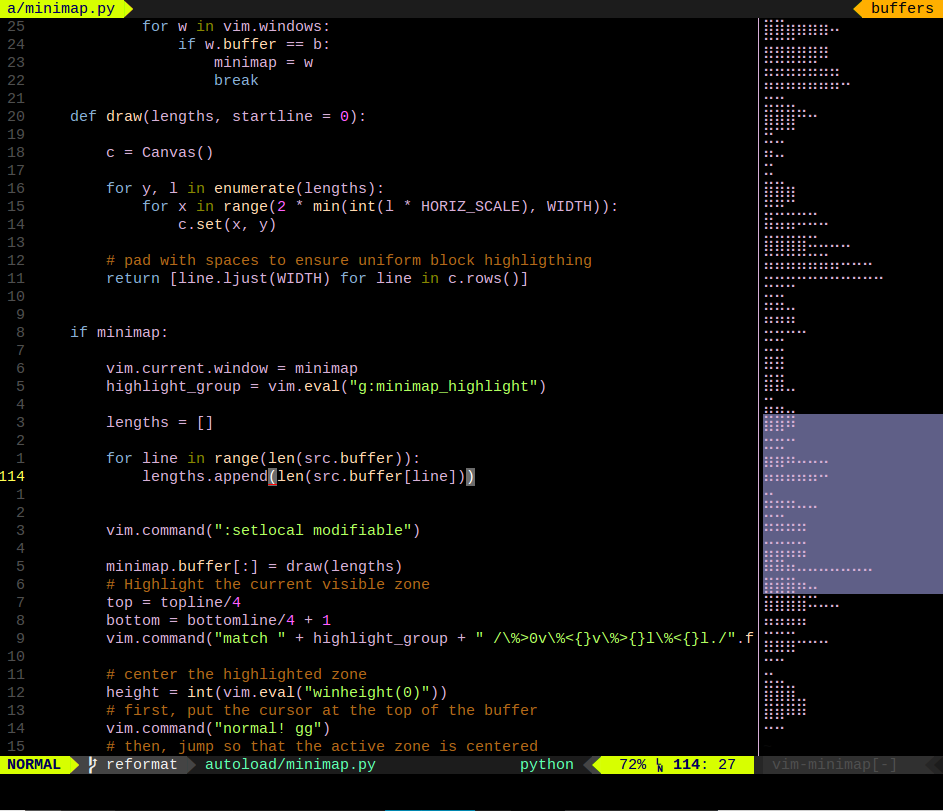 a/minimap.py buffers
25             for w in vim.windows:
24                 if w.buffer == b:
23                     minimap = w
22                     break
21
20     def draw(lengths, startline = 0):
19
18         c = Canvas()
17
16         for y, l in enumerate(lengths):
15             for x in range(2 * min(int(l * HORIZ_SCALE), WIDTH)):
14                 c.set(x, y)
13
12         # pad with spaces to ensure uniform block highligthing
11         return [line.ljust(WIDTH) for line in c.rows()]
10
9
8     if minimap:
7
6         vim.current.window = minimap
5         highlight_group = vim.eval("g:minimap_highlight")
4
3         lengths = []
2
1         for line in range(len(src.buffer)):
114             lengths.append(len(src.buffer[line]))
1
2
3         vim.command(":setlocal modifiable")
4
5         minimap.buffer[:] = draw(lengths)
6         # Highlight the current visible zone
7         top = topline/4
8         bottom = bottomline/4 + 1
9         vim.command("match " + highlight_group + " /\%>0v\%<{}v\%>{}l\%<{}l./".f
10
11         # center the highlighted zone
12         height = int(vim.eval("winheight(0)"))
13         # first, put the cursor at the top of the buffer
14         vim.command("normal! gg")
15         # then, jump so that the active zone is centered
NORMAL reformat autoload/minimap.py python 72% LN 114: 27 vim-minimap[-]